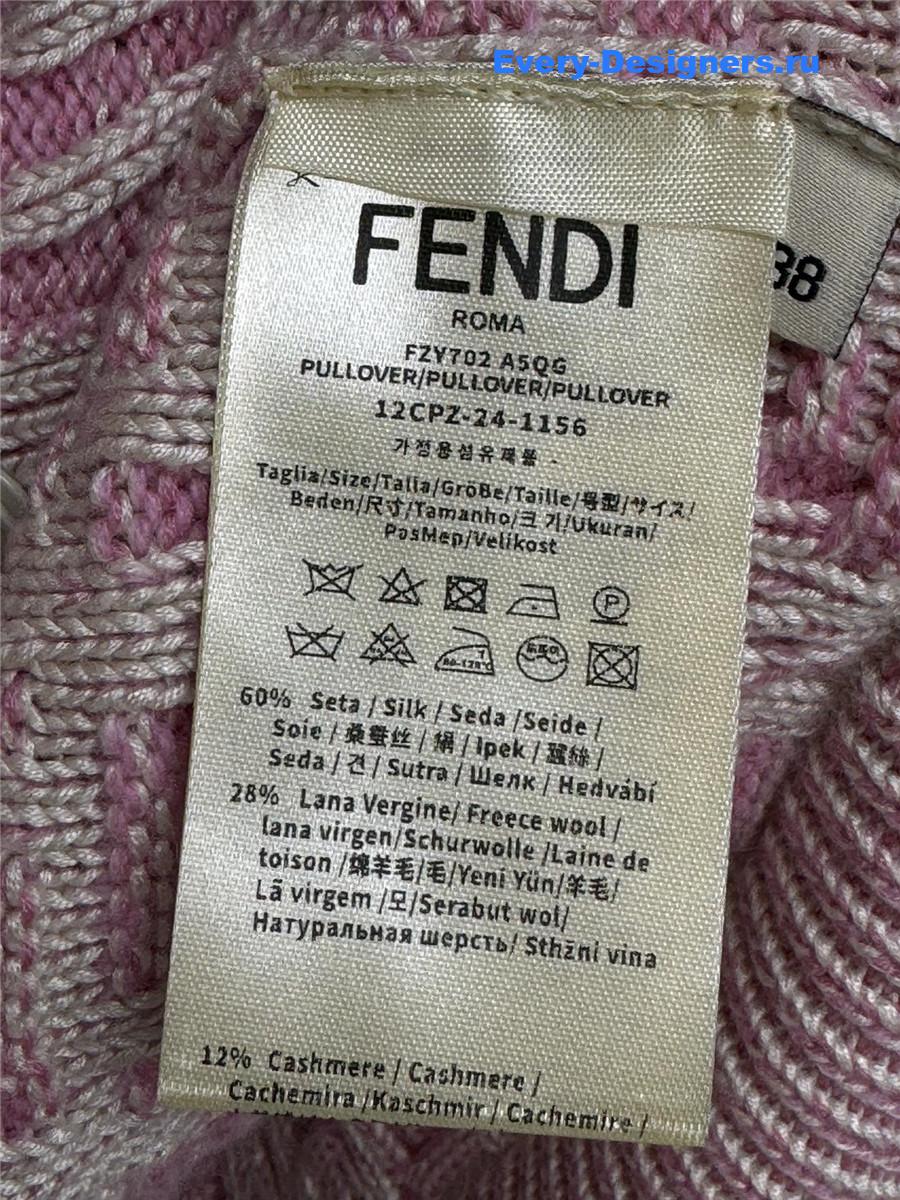 Every-Designers.ru
FENDI
ROMA
38
FZY702 A5QG
PULLOVER/PULLOVER/PULLOVER
12CPZ-24-1156
가정용섬유제품 -
Taglia/Size/Talla/GröBe/Taille/号型/サイズ/
Beden/尺寸/Tamanho/크 기/Ukuran/
PasMep/Velikost
P
60% Seta / Silk / Seda /Seide /
Soie / 桑蚕丝 / 絹 / Ipek / 蠶絲 /
Seda / 견 / Sutra / Шелк / Hedvábí
28% Lana Vergine/ Freece wool /
lana virgen/Schurwolle /Laine de
toison /绵羊毛/毛/Yeni Yün/羊毛/
Lã virgem /모/Serabut wol/
Натуральная шерсть/ Sthžni vina
12% Cashmere / Cashmere /
Cachemira /Kaschmir / Cachemire /